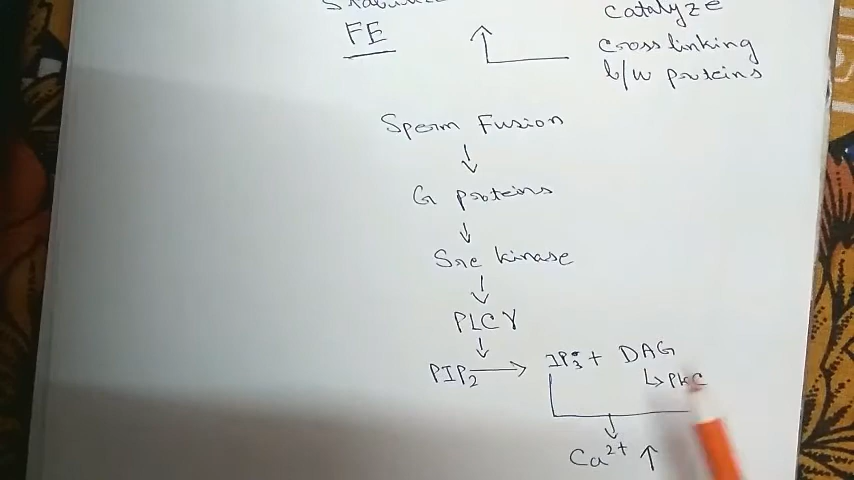 FE
catalyze
cross linking
b/w proteins
Sperm Fusion
↓
G proteins
↓
Src kinase
↓
PLCγ
↓
PIP₂ → IP₃ + DAG
↳ PKC
↓
Ca²⁺ ↑